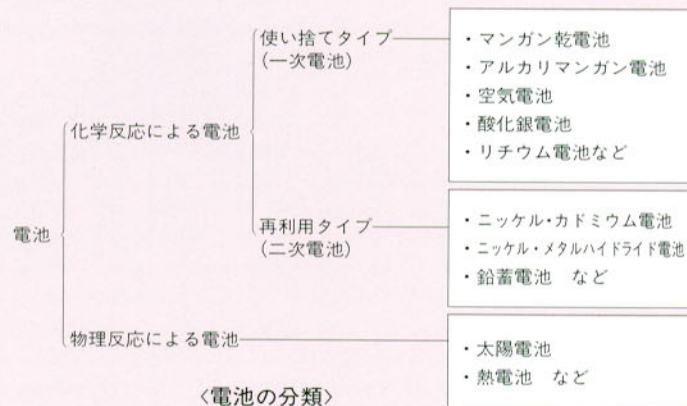 使い捨てタイプ
(一次電池)
・マンガン乾電池
・アルカリマンガン電池
・空気電池
・酸化銀電池
・リチウム電池など
化学反応による電池
再利用タイプ
(二次電池)
・ニッケル・カドミウム電池
・ニッケル・メタルハイドライド電池
・鉛蓄電池 など
電池
物理反応による電池
・太陽電池
・熱電池 など
〈電池の分類〉